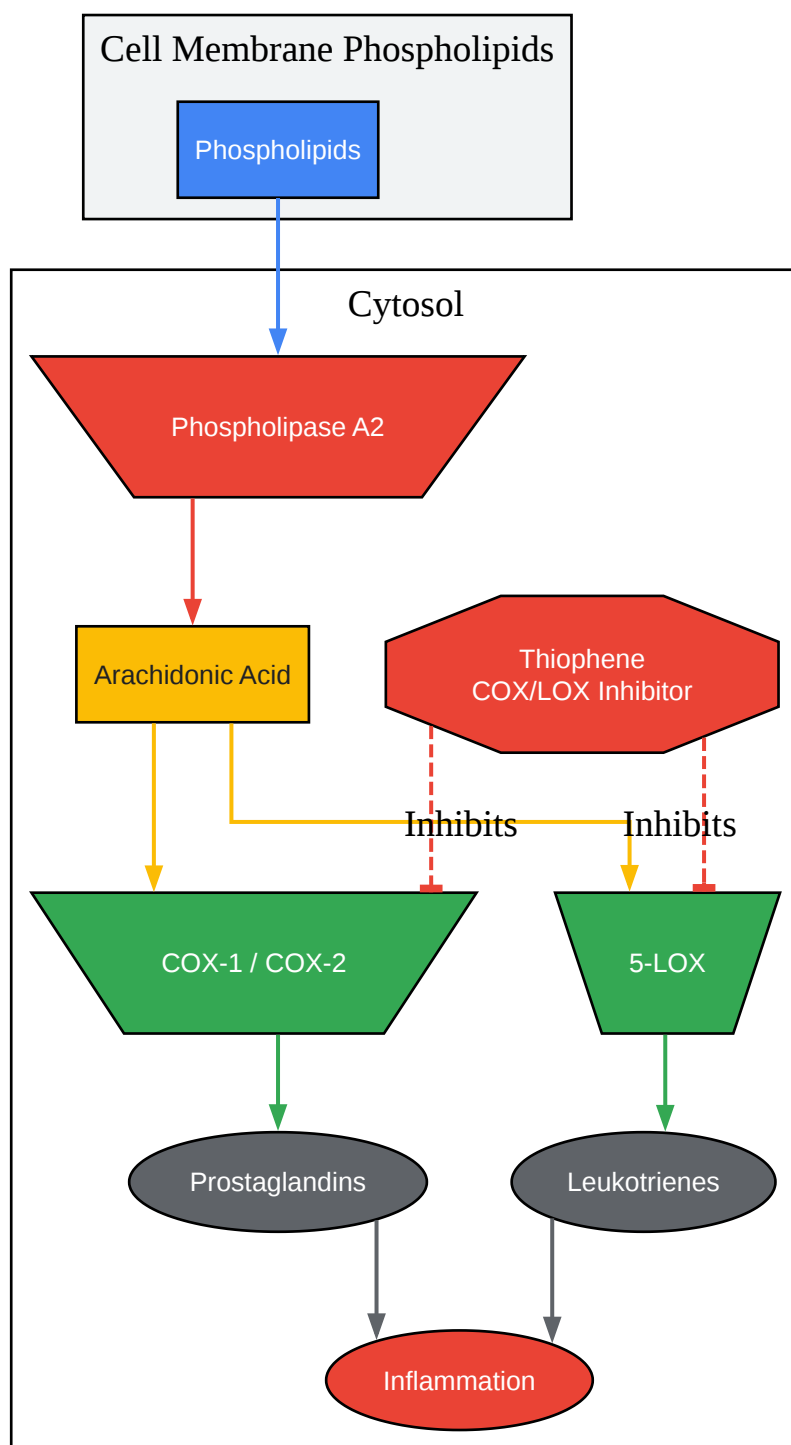 Cell Membrane Phospholipids
Phospholipids
Cytosol
Phospholipase A2
Arachidonic Acid
Thiophene
COX/LOX Inhibitor
Inhibits
Inhibits
COX-1 / COX-2
5-LOX
Prostaglandins
Leukotrienes
Inflammation